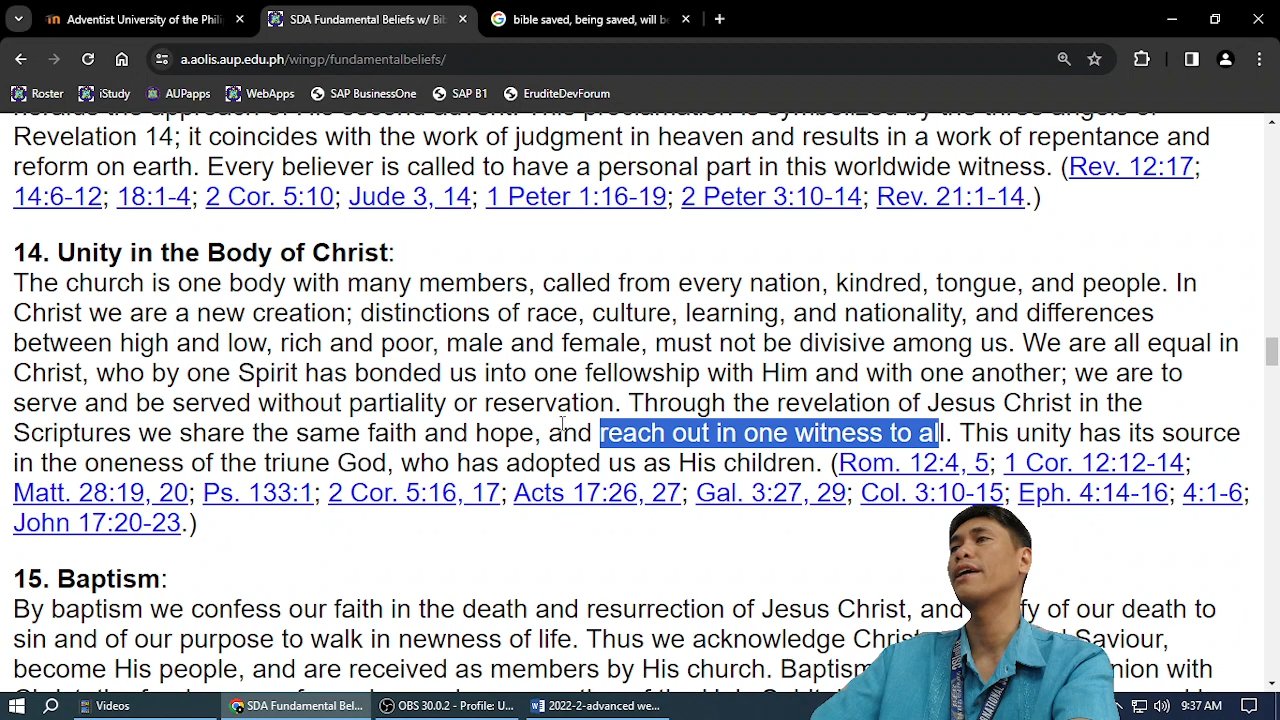 Adventist University of the Phili
SDA Fundamental Beliefs w/ Bib
bible saved, being saved, will be
a.aolis.aup.edu.ph/wingp/fundamentalbeliefs/
Roster iStudy AUPapps WebApps SAP BusinessOne SAP B1 EruditeDevForum
Revelation 14; it coincides with the work of judgment in heaven and results in a work of repentance and
reform on earth. Every believer is called to have a personal part in this worldwide witness. (Rev. 12:17;
14:6-12; 18:1-4; 2 Cor. 5:10; Jude 3, 14; 1 Peter 1:16-19; 2 Peter 3:10-14; Rev. 21:1-14.)
14. Unity in the Body of Christ:
The church is one body with many members, called from every nation, kindred, tongue, and people. In
Christ we are a new creation; distinctions of race, culture, learning, and nationality, and differences
between high and low, rich and poor, male and female, must not be divisive among us. We are all equal in
Christ, who by one Spirit has bonded us into one fellowship with Him and with one another; we are to
serve and be served without partiality or reservation. Through the revelation of Jesus Christ in the
Scriptures we share the same faith and hope, and reach out in one witness to all. This unity has its source
in the oneness of the triune God, who has adopted us as His children. (Rom. 12:4, 5; 1 Cor. 12:12-14;
Matt. 28:19, 20; Ps. 133:1; 2 Cor. 5:16, 17; Acts 17:26, 27; Gal. 3:27, 29; Col. 3:10-15; Eph. 4:14-16; 4:1-6;
John 17:20-23.)
15. Baptism:
By baptism we confess our faith in the death and resurrection of Jesus Christ, and fy of our death to
sin and of our purpose to walk in newness of life. Thus we acknowledge Christ Saviour,
become His people, and are received as members by His church. Baptism nion with
Videos SDA Fundamental Bel... OBS 30.0.2 - Profile: U... 2022-2-advanced we... 9:37 AM